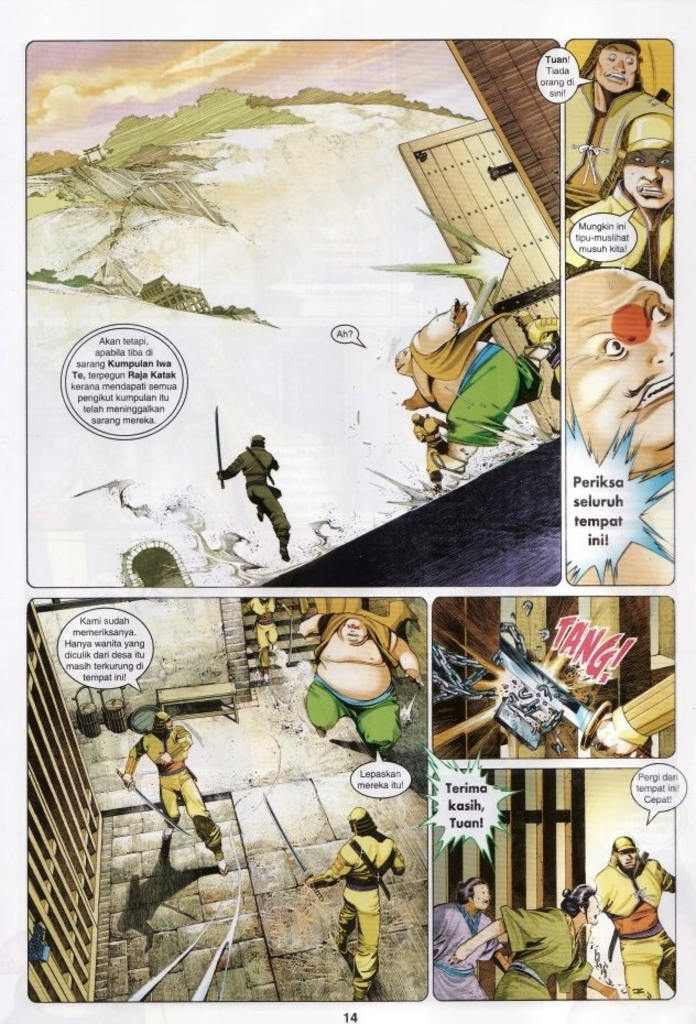 Akan tetapi,
apabila tiba di
sarang Kumpulan Iwa
Te, terpegun Raja Katak
kerana mendapati semua
pengikut kumpulan itu
telah meninggalkan
sarang mereka.
Ah?
Tuan!
Tiada
orang di
sini!
Mungkin ini
tipu-muslihat
musuh kita!
Periksa
seluruh
tempat
ini!
Kami sudah
memeriksanya.
Hanya wanita yang
diculik dari desa itu
masih terkurung di
tempat ini!
Lepaskan
mereka itu!
TANG!
Terima
kasih,
Tuan!
Pergi dari
tempat ini!
Cepat!
14